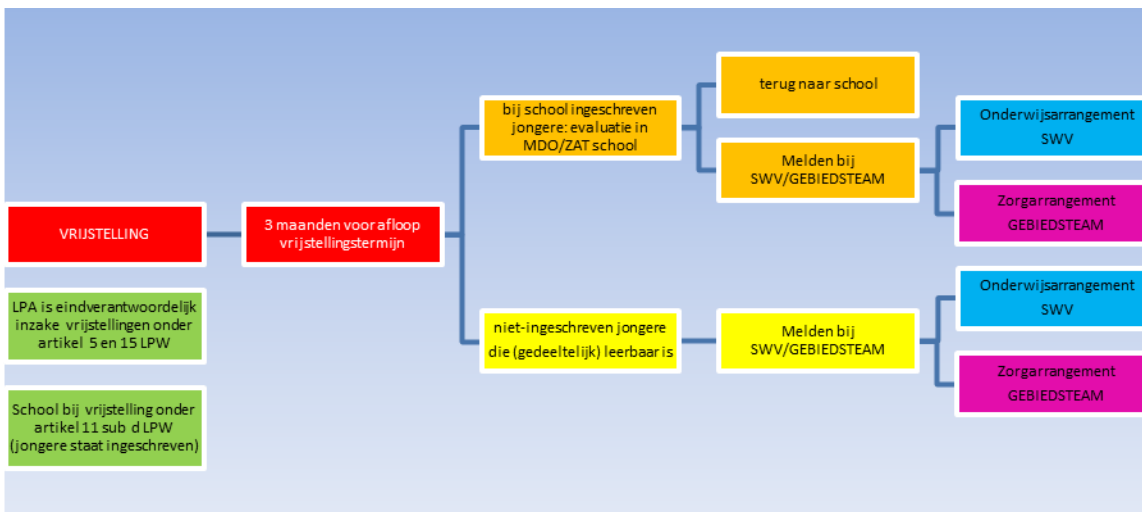 VRIJSTELLING
LPA is eindverantwoordelijk
inzake vrijstellingen onder
artikel 5 en 15 LPW
School bij vrijstelling onder
artikel 11 sub d LPW
(jongere staat ingeschreven)
3 maanden voor afloop
vrijstellingstermijn
bij school ingeschreven
jongere: evaluatie in
MDO/ZAT school
terug naar school
Melden bij
SWV/GEBIEDSTEAM
Onderwijsarrangement
SWV
Zorgarrangement
GEBIEDSTEAM
niet-ingeschreven jongere
die (gedeeltelijk) leerbaar is
Melden bij
SWV/GEBIEDSTEAM
Onderwijsarrangement
SWV
Zorgarrangement
GEBIEDSTEAM